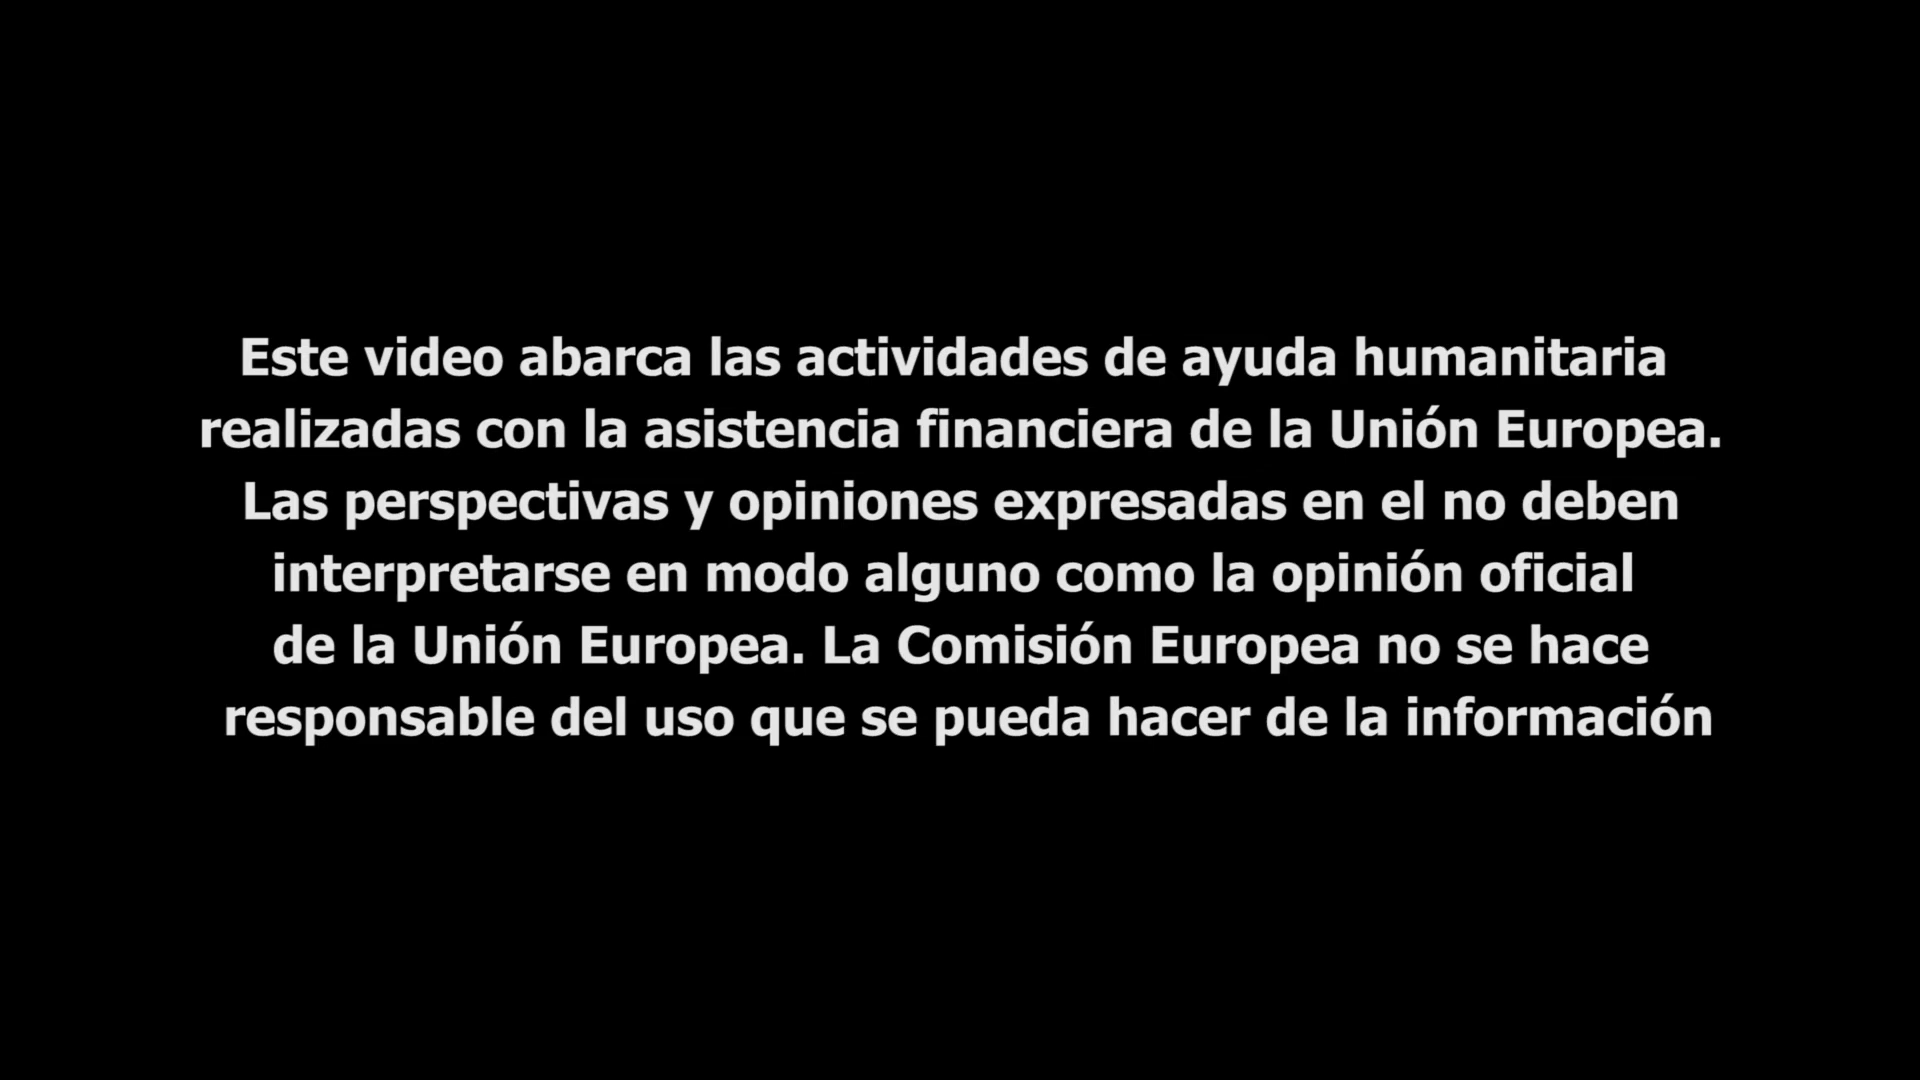 Este video abarca las actividades de ayuda humanitaria
realizadas con la asistencia financiera de la Unión Europea.
Las perspectivas y opiniones expresadas en el no deben
interpretarse en modo alguno como la opinión oficial
de la Unión Europea. La Comisión Europea no se hace
responsable del uso que se pueda hacer de la información